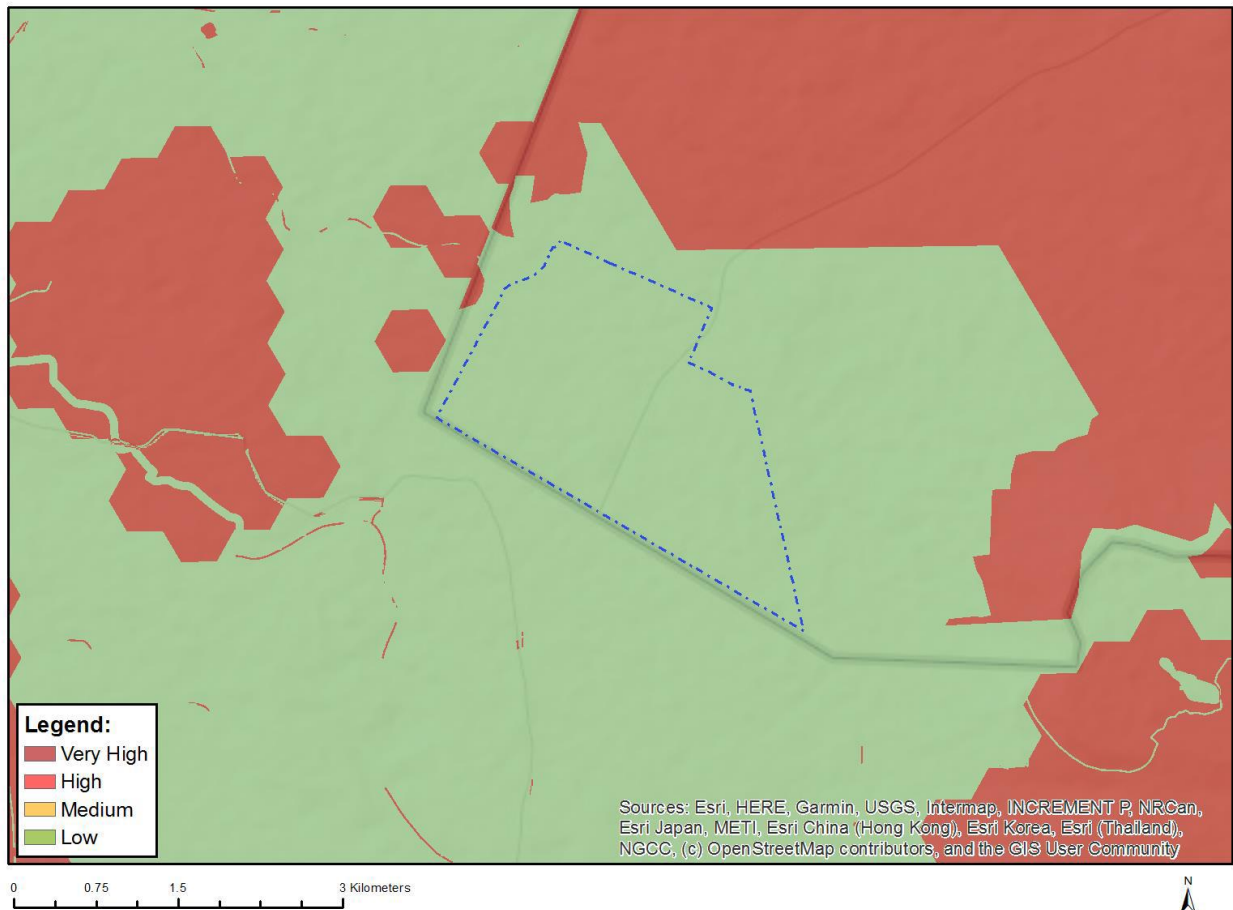 Legend:
Very High
High
Medium
Low
Sources: Esri, HERE, Garmin, USGS, Intermap, INCREMENT P, NRCan,
Esri Japan, METI, Esri China (Hong Kong), Esri Korea, Esri (Thailand),
NGCC, (c) OpenStreetMap contributors, and the GIS User Community
0 0.75 1.5 3 Kilometers
N